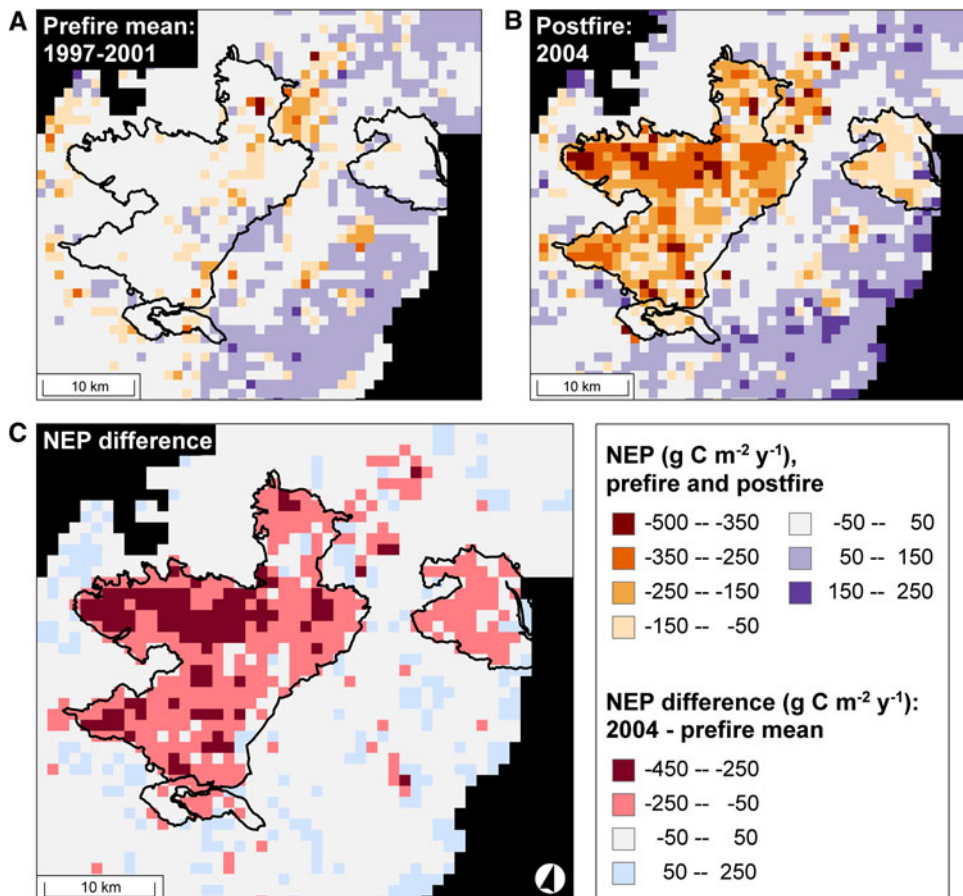 A
Prefire mean:
1997-2001
10 km
B
Postfire:
2004
10 km
C
NEP difference
10 km
NEP (g C m⁻² y⁻¹),
prefire and postfire
-500 -- -350
-350 -- -250
-250 -- -150
-150 -- -50
-50 -- 50
50 -- 150
150 -- 250
NEP difference (g C m⁻² y⁻¹):
2004 - prefire mean
-450 -- -250
-250 -- -50
-50 -- 50
50 -- 250